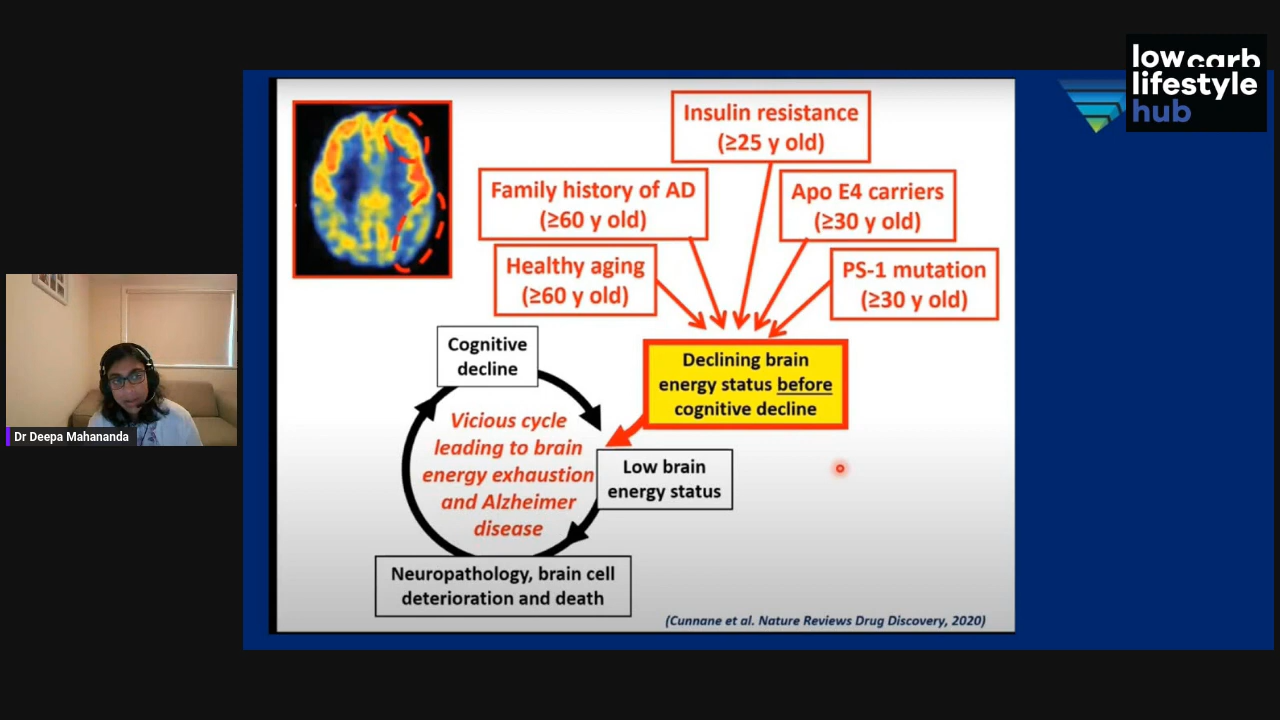 low carb
lifestyle
hub
Insulin resistance
(≥25 y old)
Family history of AD
(≥60 y old)
Apo E4 carriers
(≥30 y old)
Healthy aging
(≥60 y old)
PS-1 mutation
(≥30 y old)
Cognitive
decline
Declining brain
energy status before
cognitive decline
Vicious cycle
leading to brain
energy exhaustion
and Alzheimer
disease
Low brain
energy status
Neuropathology, brain cell
deterioration and death
(Cunnane et al. Nature Reviews Drug Discovery, 2020)
Dr Deepa Mahananda